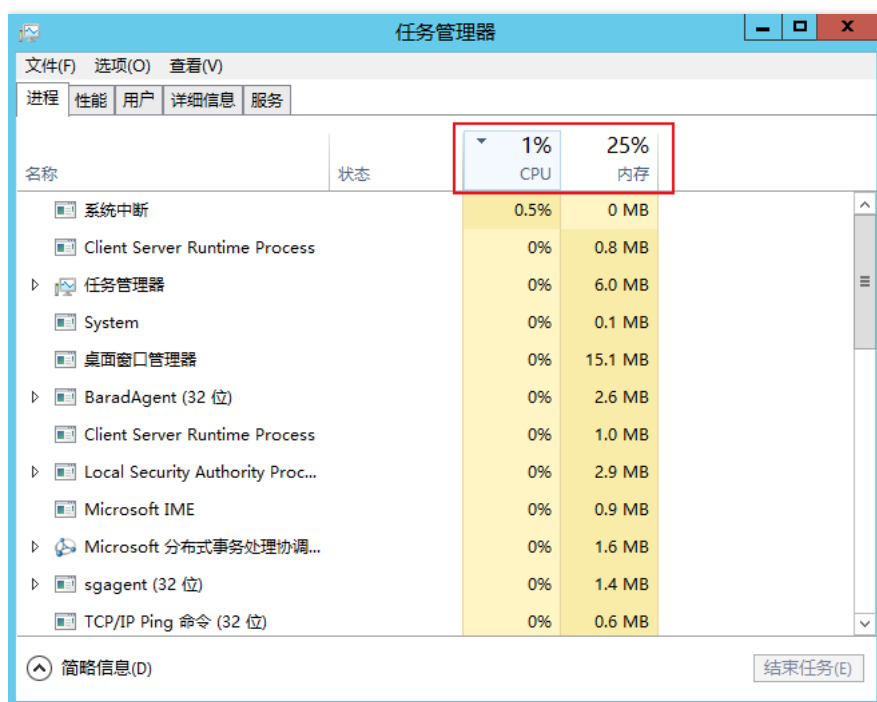 任务管理器
文件(F) 选项(O) 查看(V)
进程 性能 用户 详细信息 服务
1% 25%
名称 状态 CPU 内存
系统中断 0.5% 0 MB
Client Server Runtime Process 0% 0.8 MB
任务管理器 0% 6.0 MB
System 0% 0.1 MB
桌面窗口管理器 0% 15.1 MB
BaradAgent (32 位) 0% 2.6 MB
Client Server Runtime Process 0% 1.0 MB
Local Security Authority Proc... 0% 2.9 MB
Microsoft IME 0% 0.9 MB
Microsoft 分布式事务处理协调... 0% 1.6 MB
sgagent (32 位) 0% 1.4 MB
TCP/IP Ping 命令 (32 位) 0% 0.6 MB
简略信息(D) 结束任务(E)